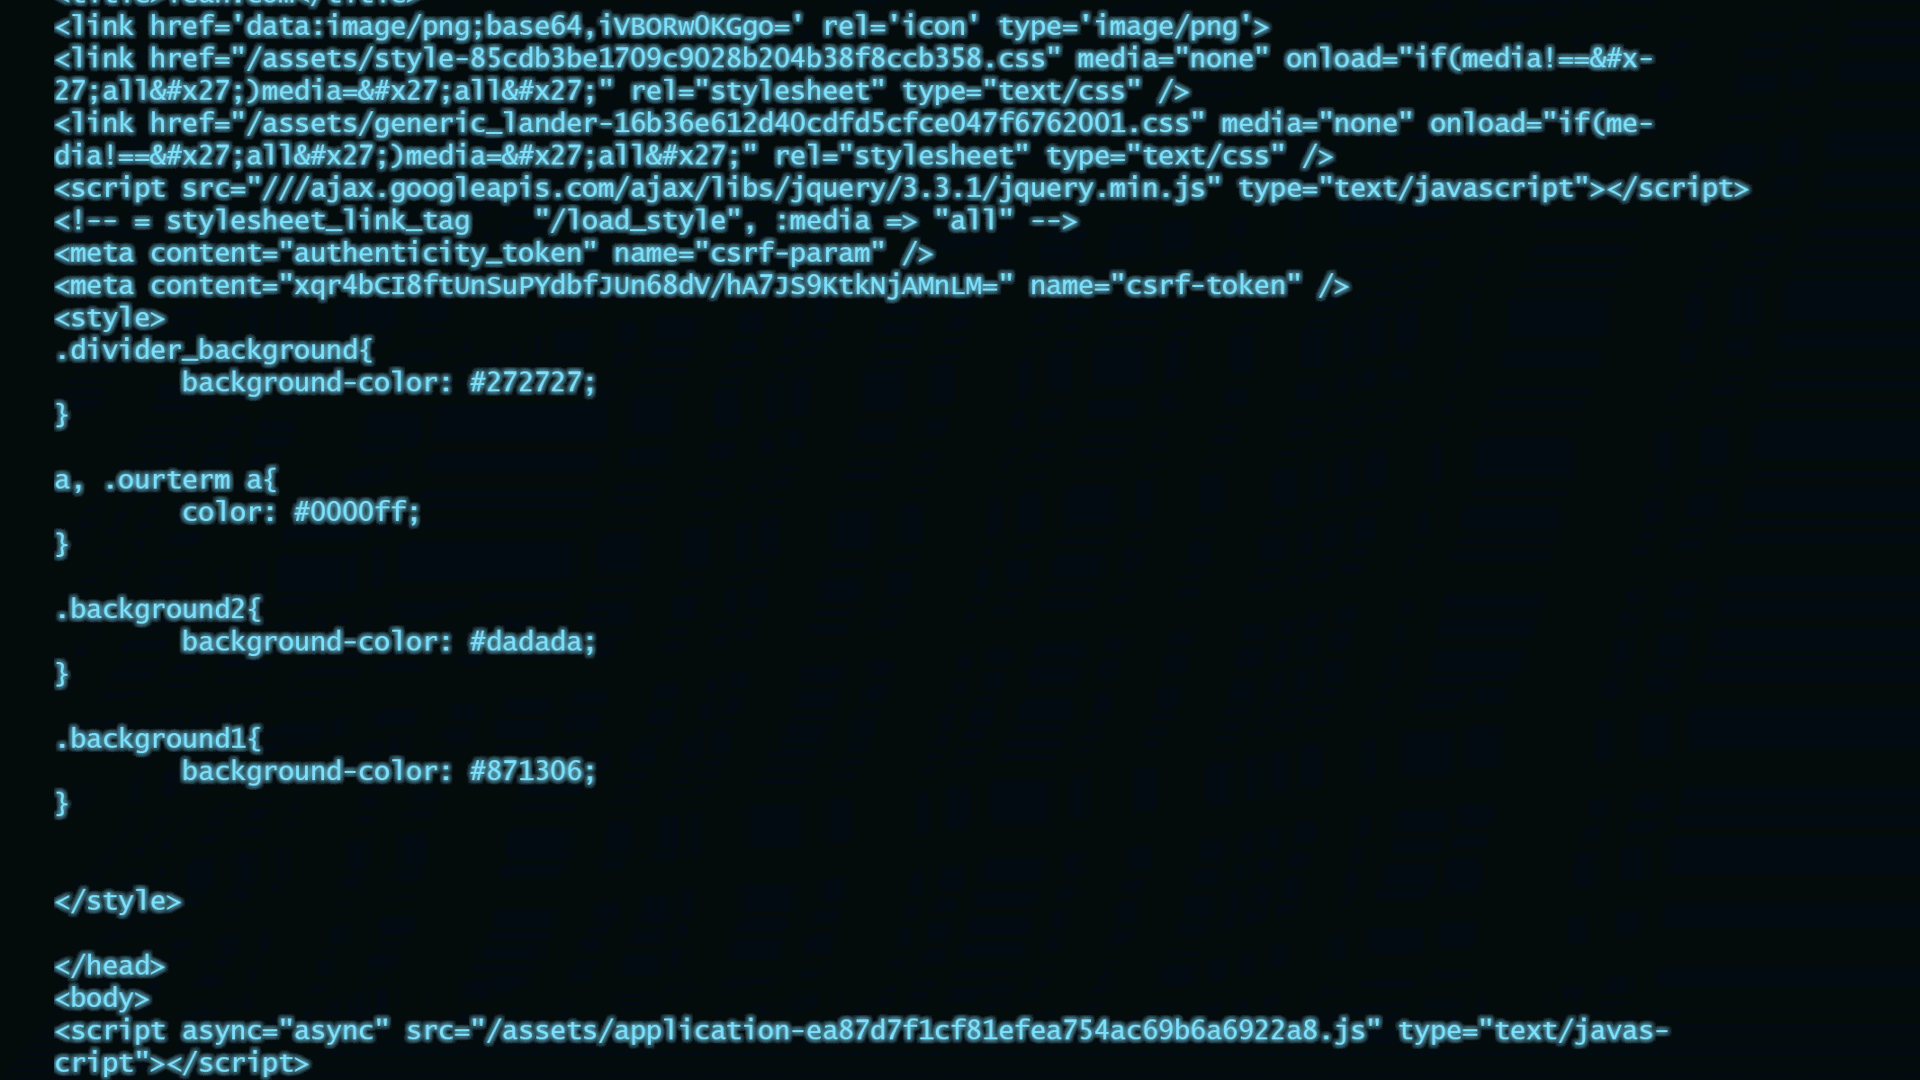 <link href='data:image/png;base64,iVBORw0KGgo=' rel='icon' type='image/png'>
<link href="/assets/style-85cdb3be1709c9028b204b38f8ccb358.css" media="none" onload="if(media!==&#x-
27;all&#x27;)media=&#x27;all&#x27;" rel="stylesheet" type="text/css" />
<link href="/assets/generic_lander-16b36e612d40cdfd5cfce047f6762001.css" media="none" onload="if(me-
dia!==&#x27;all&#x27;)media=&#x27;all&#x27;" rel="stylesheet" type="text/css" />
<script src="///ajax.googleapis.com/ajax/libs/jquery/3.3.1/jquery.min.js" type="text/javascript"></script>
<!-- = stylesheet_link_tag    "/load_style", :media => "all" -->
<meta content="authenticity_token" name="csrf-param" />
<meta content="xqr4bCI8ftUnSuPYdbfJUn68dV/hA7JS9KtkNjAMnLM=" name="csrf-token" />
<style>
.divider_background{
        background-color: #272727;
}
a, .ourterm a{
        color: #0000ff;
}
.background2{
        background-color: #dadada;
}
.background1{
        background-color: #871306;
}
</style>
</head>
<body>
<script async="async" src="/assets/application-ea87d7f1cf81efea754ac69b6a6922a8.js" type="text/javas-
cript"></script>